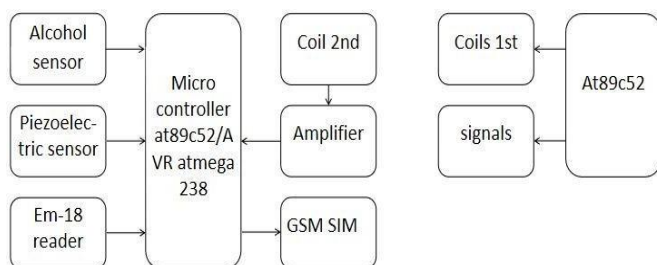 Alcohol
sensor
Piezoelec-
tric sensor
Em-18
reader
Micro
controller
at89c52/A
VR atmega
238
Coil 2nd
Amplifier
GSM SIM
Coils 1st
signals
At89c52